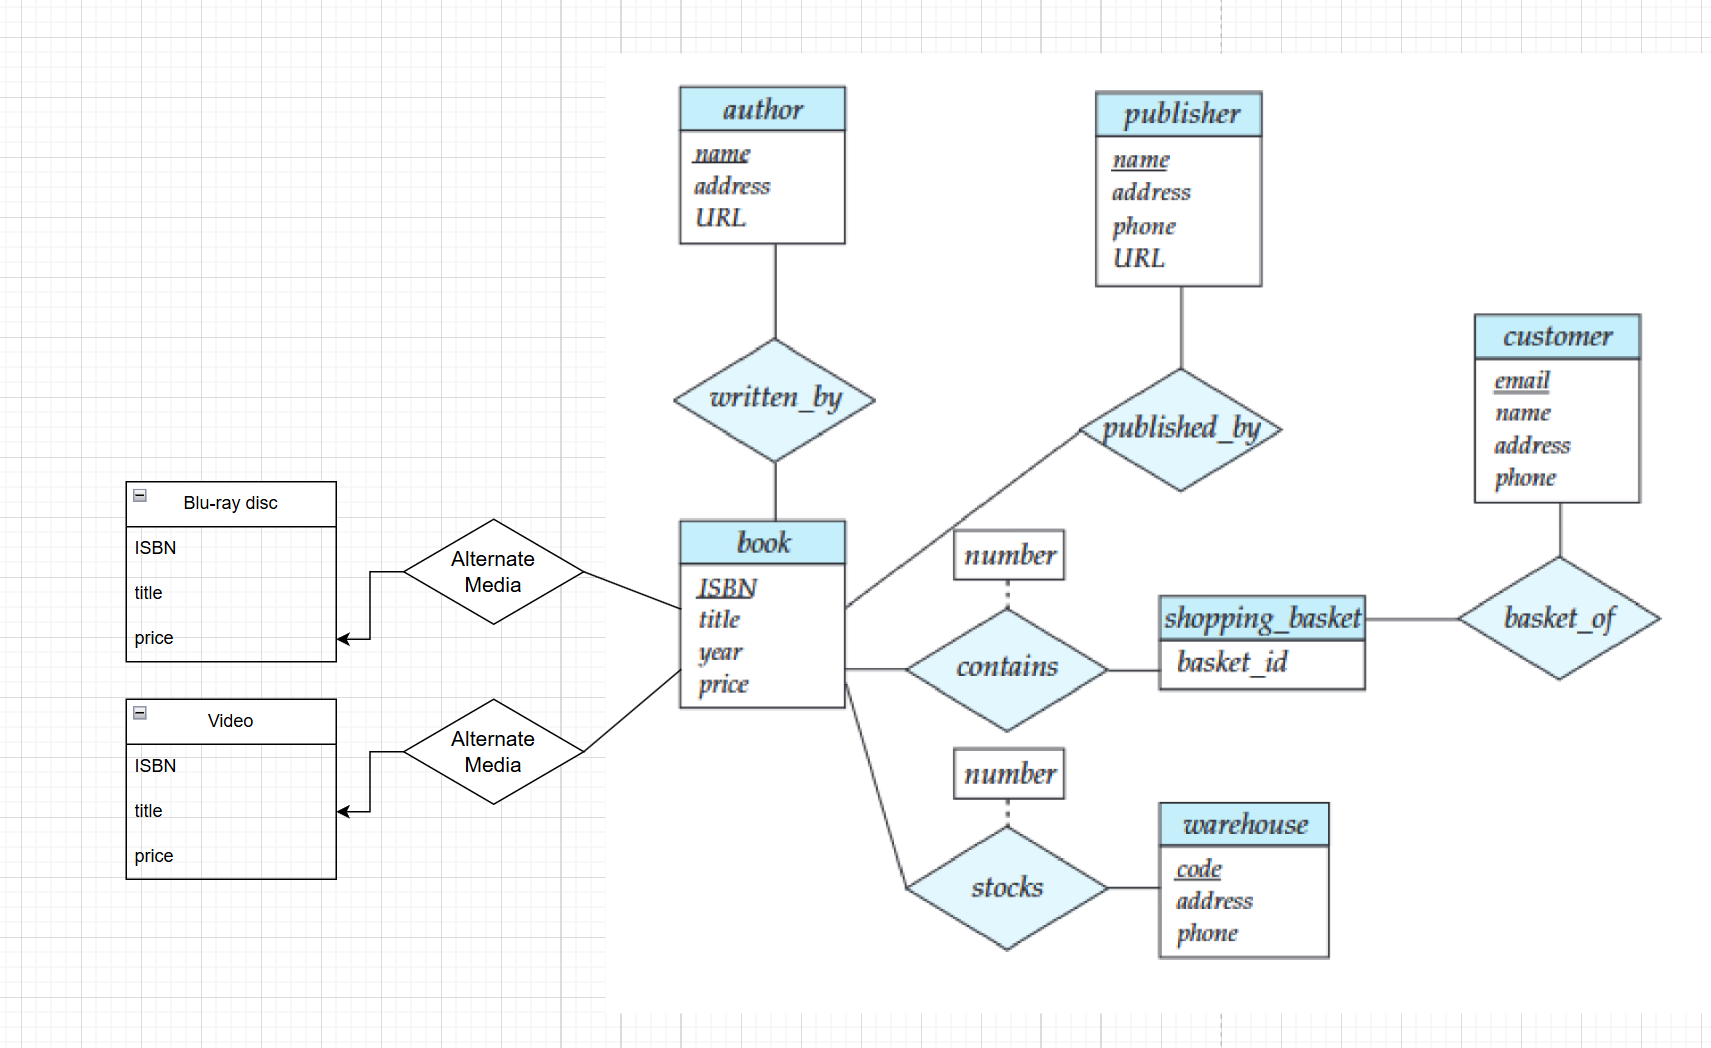 author
name
address
URL
publisher
name
address
phone
URL
customer
email
name
address
phone
written_by
published_by
Blu-ray disc
ISBN
title
price
Alternate
Media
book
ISBN
title
year
price
number
contains
shopping_basket
basket_id
basket_of
Video
ISBN
title
price
Alternate
Media
number
stocks
warehouse
code
address
phone